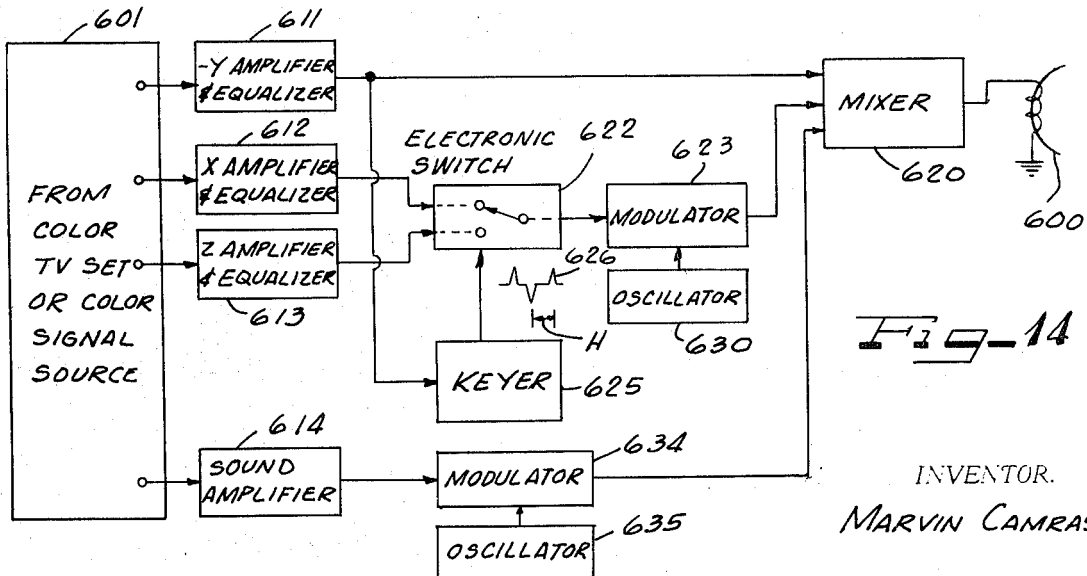 601
611
-Y AMPLIFIER
& EQUALIZER
612
X AMPLIFIER
& EQUALIZER
Z AMPLIFIER
& EQUALIZER
613
FROM
COLOR
TV SET
OR COLOR
SIGNAL
SOURCE
ELECTRONIC
SWITCH
622
623
MODULATOR
626
H
OSCILLATOR
630
KEYER
625
MIXER
620
600
614
SOUND
AMPLIFIER
634
MODULATOR
635
OSCILLATOR
Fig-14
INVENTOR.
MARVIN CAMRAS